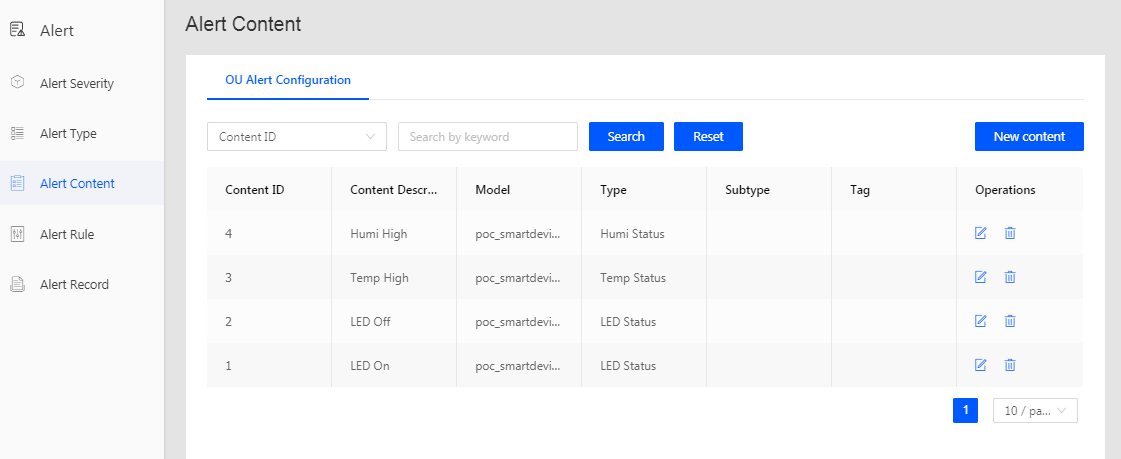 Alert
Alert Severity
Alert Type
Alert Content
Alert Rule
Alert Record
Alert Content
OU Alert Configuration
Content ID Search by keyword Search Reset New content
Content ID Content Descr... Model Type Subtype Tag Operations
4 Humi High poc_smartdevi... Humi Status
3 Temp High poc_smartdevi... Temp Status
2 LED Off poc_smartdevi... LED Status
1 LED On poc_smartdevi... LED Status
1 10 / pa...